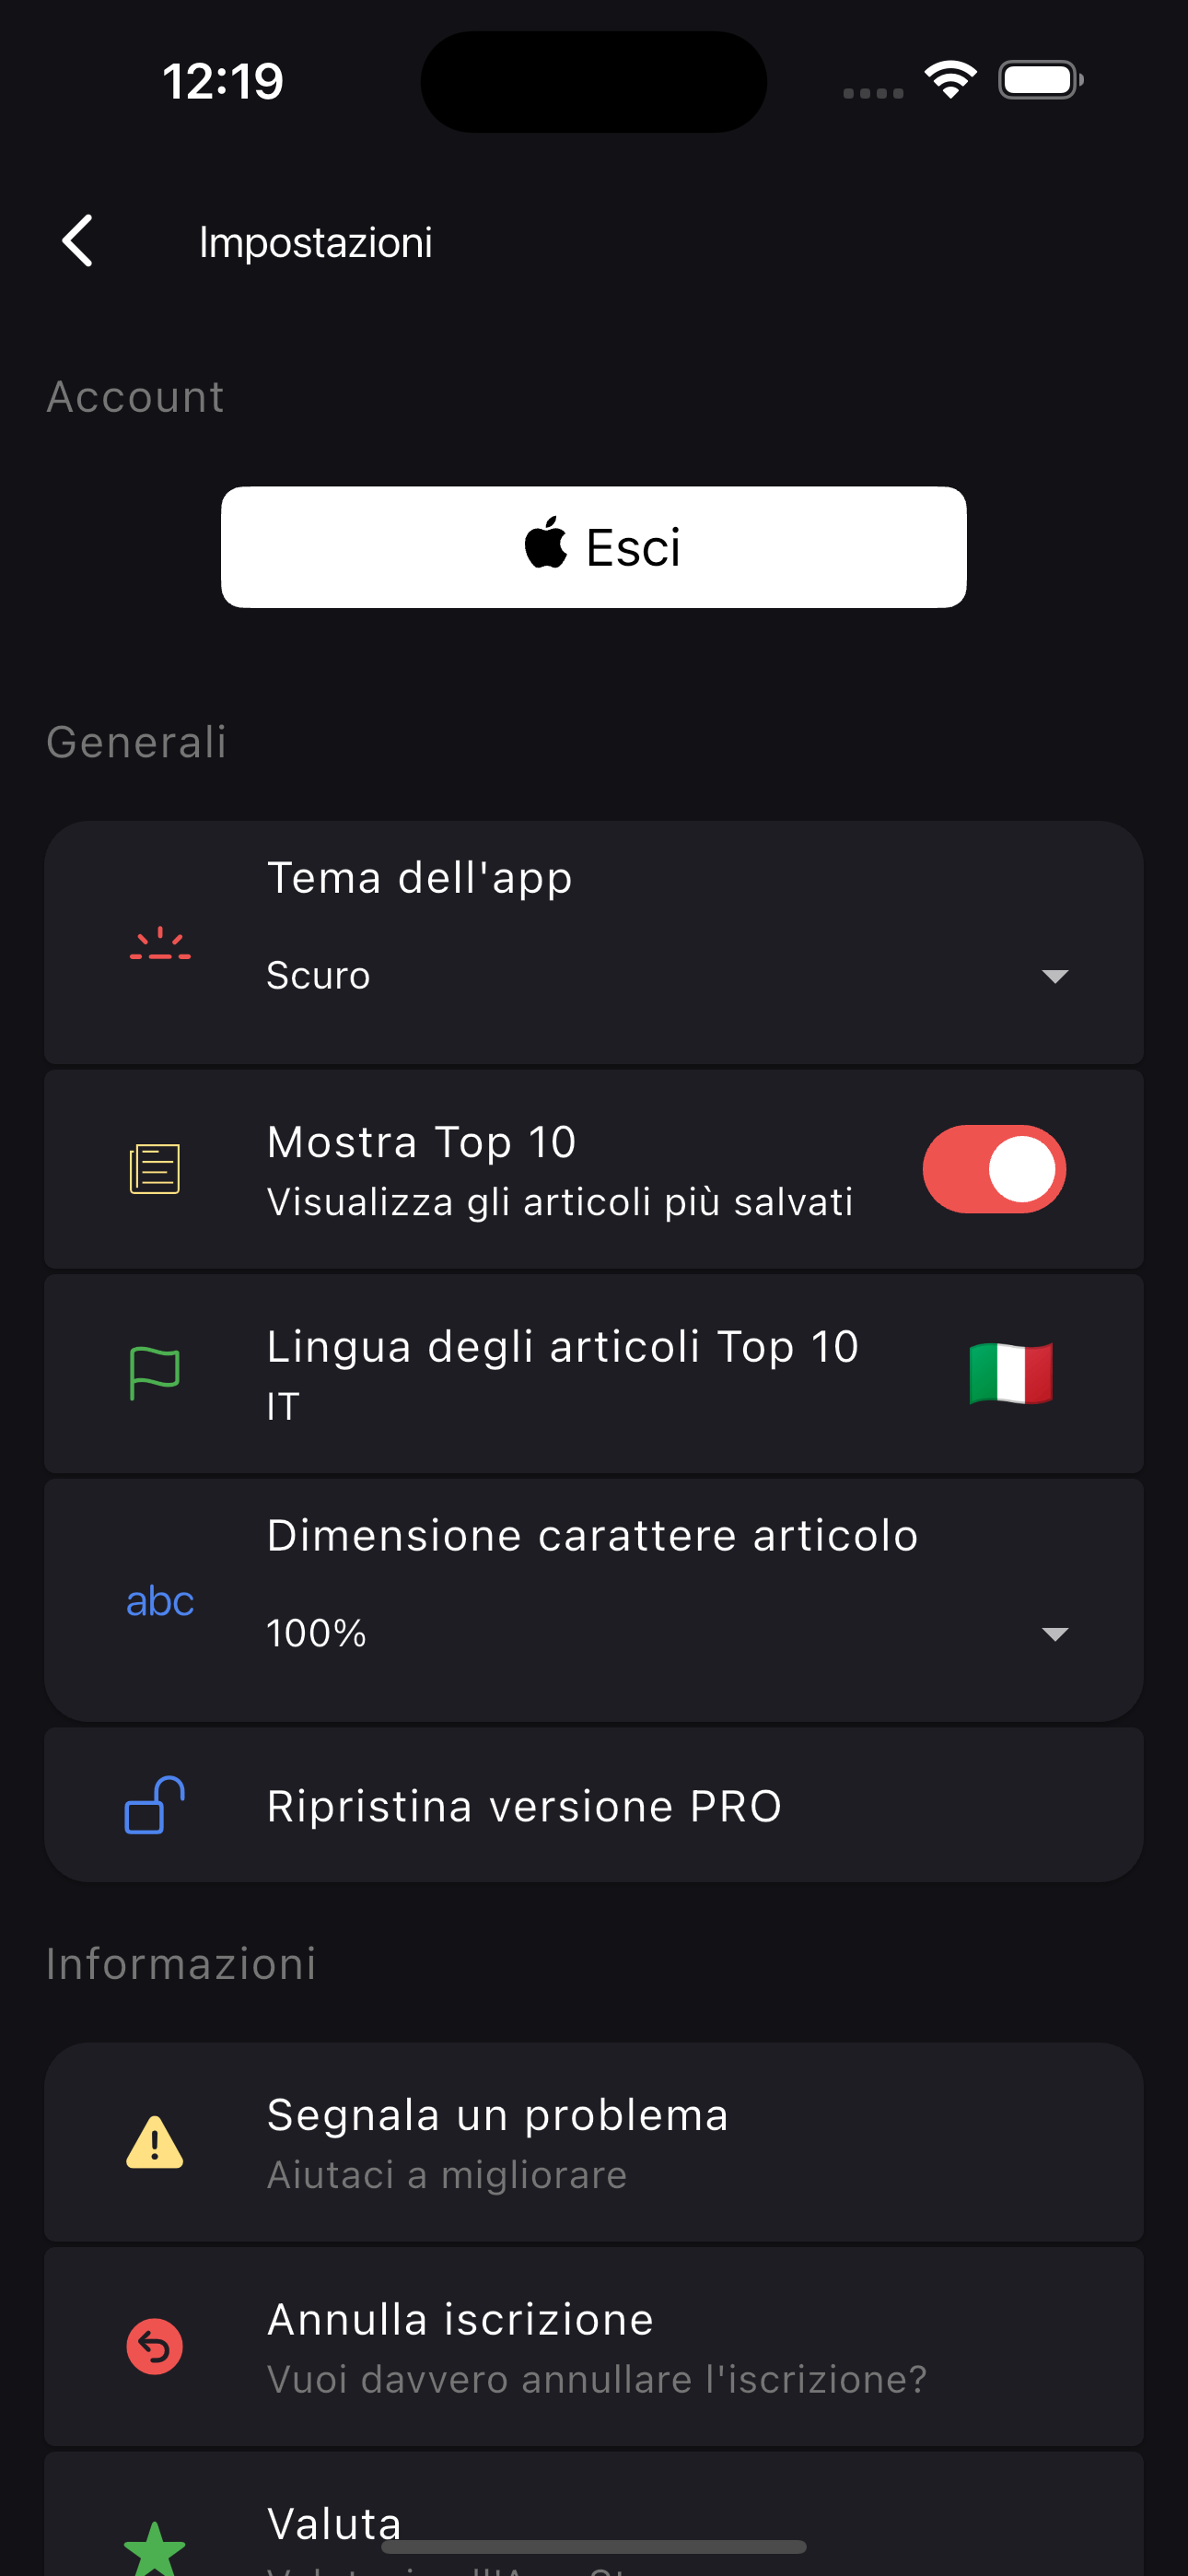 12:19
Impostazioni
Account
Esci
Generali
Tema dell'app
Scuro
Mostra Top 10
Visualizza gli articoli più salvati
Lingua degli articoli Top 10
IT
abc
Dimensione carattere articolo
100%
Ripristina versione PRO
Informazioni
Segnala un problema
Aiutaci a migliorare
Annulla iscrizione
Vuoi davvero annullare l'iscrizione?
Valuta